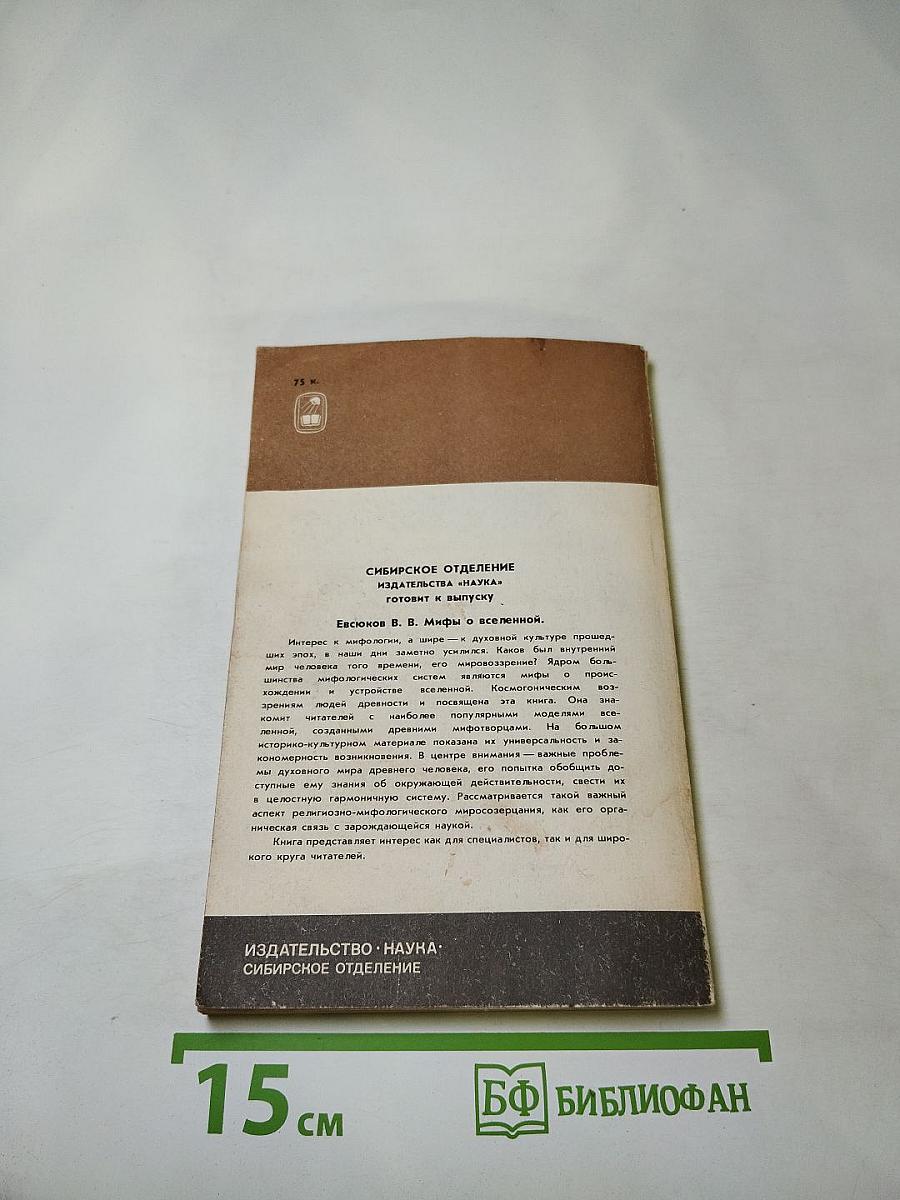 75 к.
СИБИРСКОЕ ОТДЕЛЕНИЕ
ИЗДАТЕЛЬСТВА «НАУКА»
ГОТОВИТ К ВЫПУСКУ
Евсюков В. В. Мифы о вселенной.
Интерес к мифологии, а шире — к духовной культуре прошед-
ших эпох, в наши дни заметно усилился. Каков был внутренний
мир человека того времени, его мировоззрение? Ядром боль-
шинства мифологических систем являются мифы о проис-
хождении и устройстве вселенной. Космогоническим воз-
зрениям людей древности и посвящена эта книга. Она зна-
комит читателей с наиболее популярными моделями все-
ленной, созданными древними мифотворцами. На большом
историко-культурном материале показана их универсальность и за-
кономерность возникновения. В центре внимания — важные пробле-
мы духовного мира древнего человека, его попытка обобщить до-
ступные ему знания об окружающей действительности, свести их
в целостную гармоничную систему. Рассматривается такой важный
аспект религиозно-мифологического миросозерцания, как его орга-
ническая связь с зарождающейся наукой.
Книга представляет интерес как для специалистов, так и для широ-
кого круга читателей.
ИЗДАТЕЛЬСТВО · НАУКА ·
СИБИРСКОЕ ОТДЕЛЕНИЕ
15 см
БФ БИБЛИОФАН